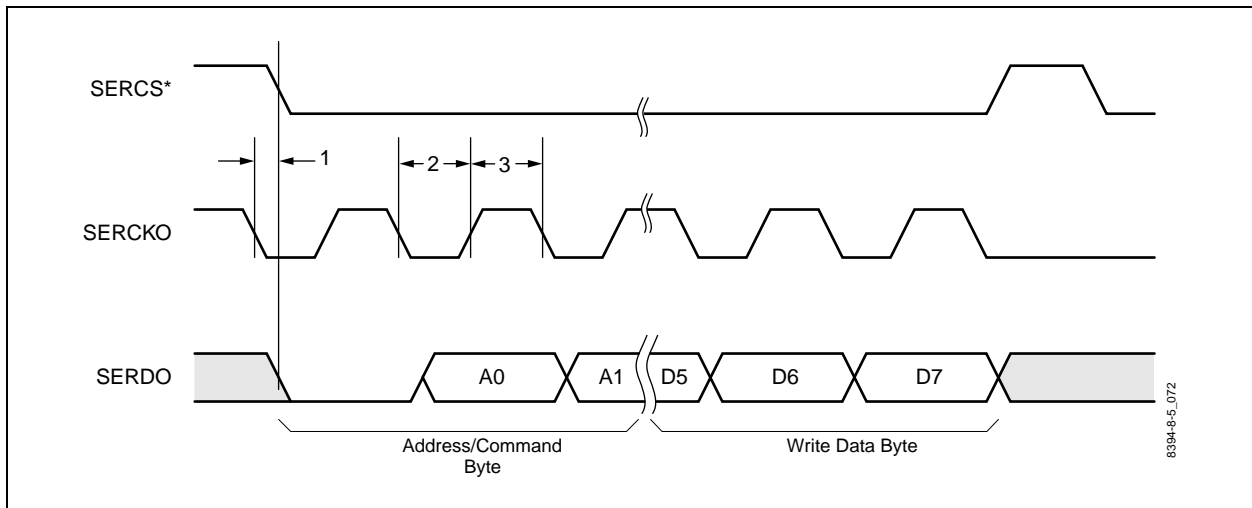 SERCS*
1
2
3
SERCKO
SERDO
A0
A1
D5
D6
D7
Address/Command
Byte
Write Data Byte
8394-8-5_072